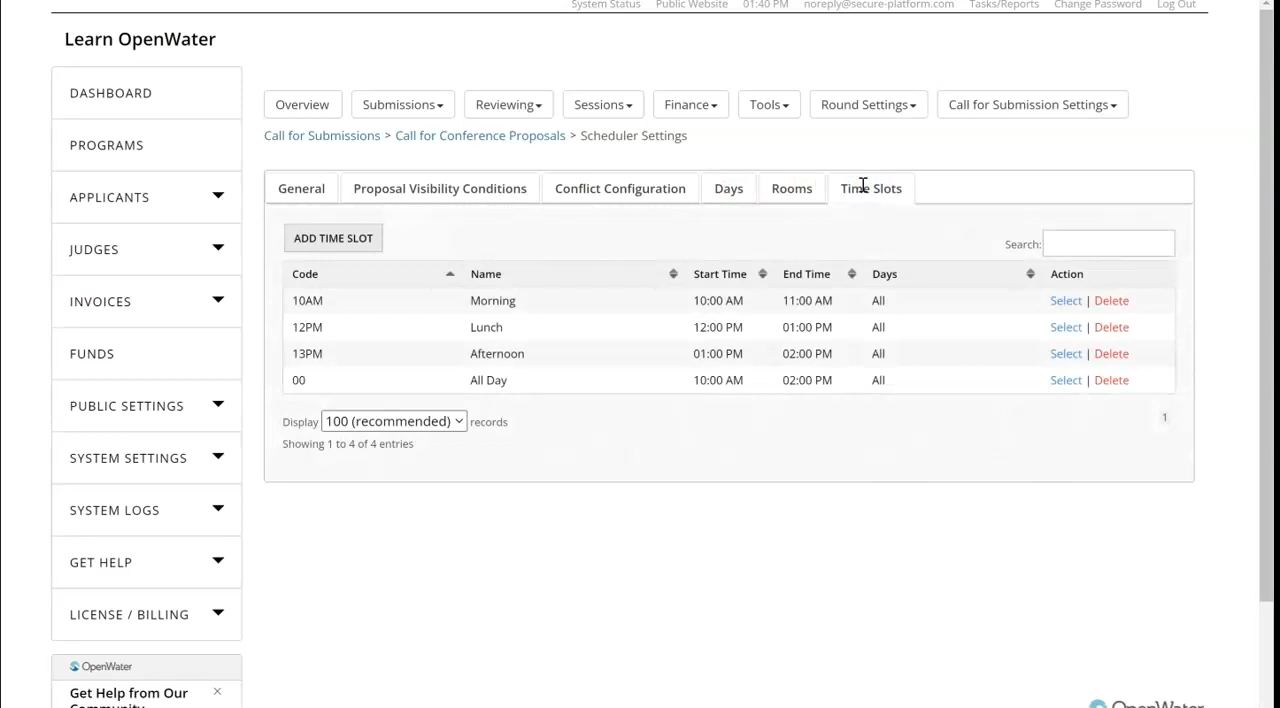 System Status Public Website 01:40 PM noreply@secure-platform.com Tasks/Reports Change Password Log Out
Learn OpenWater
DASHBOARD
PROGRAMS
APPLICANTS
JUDGES
INVOICES
FUNDS
PUBLIC SETTINGS
SYSTEM SETTINGS
SYSTEM LOGS
GET HELP
LICENSE / BILLING
OpenWater
Get Help from Our
Community
Overview Submissions Reviewing Sessions Finance Tools Round Settings Call for Submission Settings
Call for Submissions > Call for Conference Proposals > Scheduler Settings
General Proposal Visibility Conditions Conflict Configuration Days Rooms Time Slots
ADD TIME SLOT Search:
Code Name Start Time End Time Days Action
10AM Morning 10:00 AM 11:00 AM All Select | Delete
12PM Lunch 12:00 PM 01:00 PM All Select | Delete
13PM Afternoon 01:00 PM 02:00 PM All Select | Delete
00 All Day 10:00 AM 02:00 PM All Select | Delete
Display 100 (recommended) records 1
Showing 1 to 4 of 4 entries
OpenWater